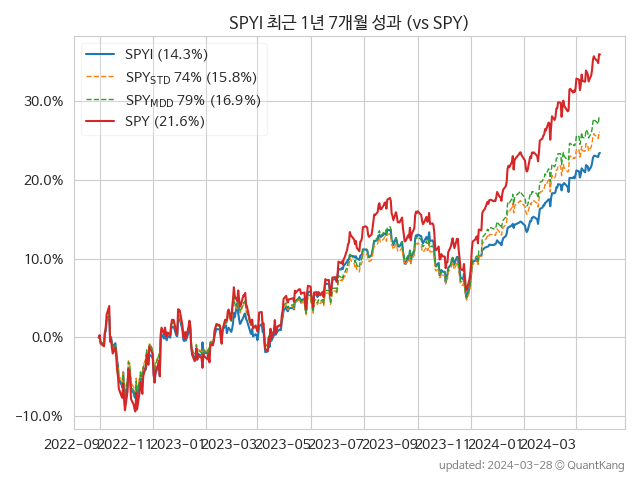 SPYI 최근 1년 7개월 성과 (vs SPY)
SPYI (14.3%)
SPY_STD 74% (15.8%)
SPY_MDD 79% (16.9%)
SPY (21.6%)
30.0%
20.0%
10.0%
0.0%
−10.0%
2022-09 2022-11 2023-01 2023-03 2023-05 2023-07 2023-09 2023-11 2024-01 2024-03
updated: 2024-03-28 © QuantKang